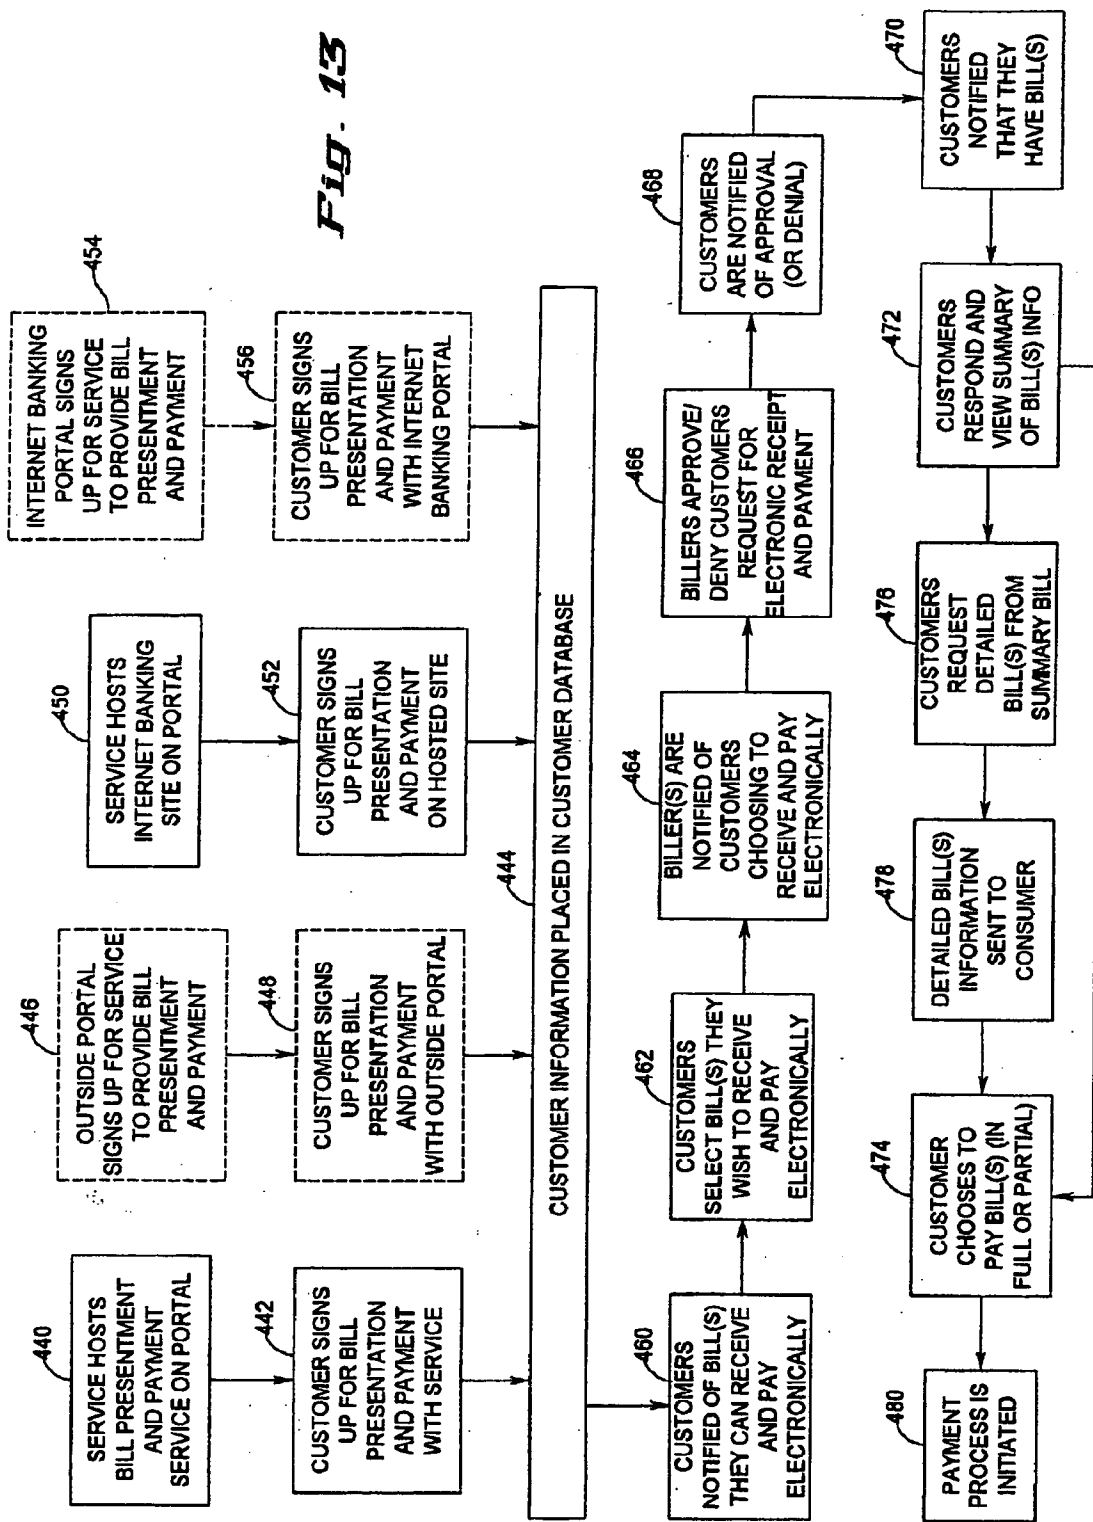 Fig. 13
440
SERVICE HOSTS
BILL PRESENTMENT
AND PAYMENT
SERVICE ON PORTAL
446
OUTSIDE PORTAL
SIGNS UP FOR SERVICE
TO PROVIDE BILL
PRESENTMENT
AND PAYMENT
450
SERVICE HOSTS
INTERNET BANKING
SITE ON PORTAL
454
INTERNET BANKING
PORTAL SIGNS
UP FOR SERVICE
TO PROVIDE BILL
PRESENTMENT
AND PAYMENT
442
CUSTOMER SIGNS
UP FOR BILL
PRESENTATION
AND PAYMENT
WITH SERVICE
448
CUSTOMER SIGNS
UP FOR BILL
PRESENTATION
AND PAYMENT
WITH OUTSIDE PORTAL
452
CUSTOMER SIGNS
UP FOR BILL
PRESENTATION
AND PAYMENT
ON HOSTED SITE
456
CUSTOMER SIGNS
UP FOR BILL
PRESENTATION
AND PAYMENT
WITH INTERNET
BANKING PORTAL
444
CUSTOMER INFORMATION PLACED IN CUSTOMER DATABASE
460
CUSTOMERS
NOTIFIED OF BILL(S)
THEY CAN RECEIVE
AND PAY
ELECTRONICALLY
462
CUSTOMERS
SELECT BILL(S) THEY
WISH TO RECEIVE
AND PAY
ELECTRONICALLY
464
BILLER(S) ARE
NOTIFIED OF
CUSTOMERS
CHOOSING TO
RECEIVE AND PAY
ELECTRONICALLY
466
BILLERS APPROVE/
DENY CUSTOMERS
REQUEST FOR
ELECTRONIC RECEIPT
AND PAYMENT
468
CUSTOMERS
ARE NOTIFIED
OF APPROVAL
(OR DENIAL)
470
CUSTOMERS
NOTIFIED
THAT THEY
HAVE BILL(S)
472
CUSTOMERS
RESPOND AND
VIEW SUMMARY
OF BILL(S) INFO
476
CUSTOMERS
REQUEST
DETAILED
BILL(S) FROM
SUMMARY BILL
478
DETAILED BILL(S)
INFORMATION
SENT TO
CONSUMER
474
CUSTOMER
CHOOSES TO
PAY BILL(S) (IN
FULL OR PARTIAL)
480
PAYMENT
PROCESS IS
INITIATED